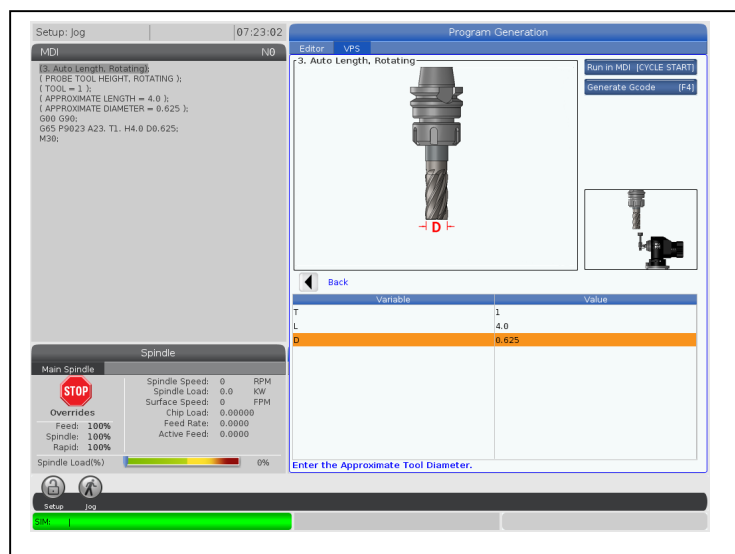 Setup: Jog
07:23:02
Program Generation
MDI
N0
Editor
VPS
(3. Auto Length, Rotating);
( PROBE TOOL HEIGHT, ROTATING );
( TOOL = 1 );
( APPROXIMATE LENGTH = 4.0 );
( APPROXIMATE DIAMETER = 0.625 );
G00 G90;
G65 P9023 A23. T1. H4.0 D0.625;
M30;
3. Auto Length, Rotating
D
Run in MDI [CYCLE START]
Generate Gcode [F4]
Back
Variable Value
T 1
L 4.0
D 0.625
Enter the Approximate Tool Diameter.
Spindle
Main Spindle
STOP
Overrides
Feed: 100%
Spindle: 100%
Rapid: 100%
Spindle Speed: 0 RPM
Spindle Load: 0.0 KW
Surface Speed: 0 FPM
Chip Load: 0.00000
Feed Rate: 0.0000
Active Feed: 0.0000
Spindle Load(%) 0%
Setup
Jog
SIM: